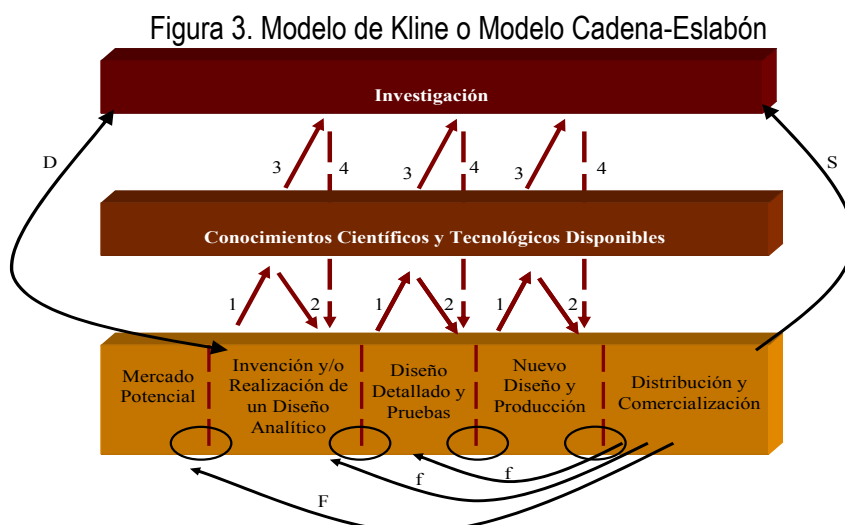 Figura 3. Modelo de Kline o Modelo Cadena-Eslabón
Investigación
D
S
3
4
3
4
3
4
Conocimientos Científicos y Tecnológicos Disponibles
1
2
1
2
1
2
Mercado
Potencial
Invención y/o
Realización de
un Diseño
Analítico
Diseño
Detallado y
Pruebas
Nuevo
Diseño y
Producción
Distribución y
Comercialización
f
f
F